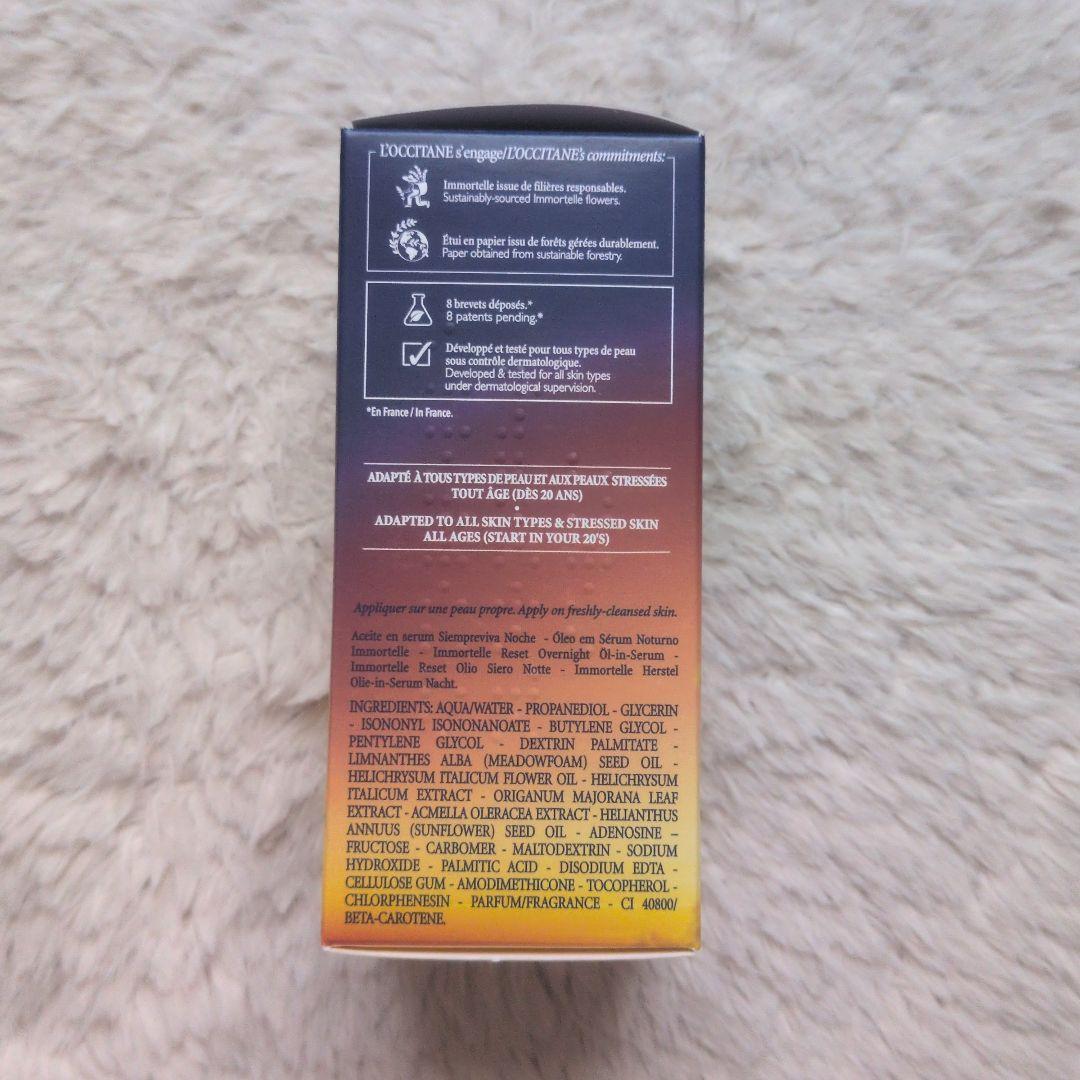 L'OCCITANE s'engage/L'OCCITANE's commitments:
Immortelle issue de filières responsables.
Sustainably-sourced Immortelle flowers.
Étui en papier issu de forêts gérées durablement.
Paper obtained from sustainable forestry.
8 brevets déposés.*
8 patents pending.*
Développé et testé pour tous types de peau
sous contrôle dermatologique.
Developed & tested for all skin types
under dermatological supervision.
*En France / In France.
ADAPTÉ À TOUS TYPES DE PEAU ET AUX PEAUX STRESSÉES
TOUT ÂGE (DÈS 20 ANS)
•
ADAPTED TO ALL SKIN TYPES & STRESSED SKIN
ALL AGES (START IN YOUR 20'S)
Appliquer sur une peau propre. Apply on freshly-cleansed skin.
Aceite en serum Siempreviva Noche - Óleo em Sérum Noturno
Immortelle - Immortelle Reset Overnight Öl-in-Serum -
Immortelle Reset Olio Siero Notte - Immortelle Herstel
Olie-in-Serum Nacht.
INGREDIENTS: AQUA/WATER - PROPANEDIOL - GLYCERIN
- ISONONYL ISONONANOATE - BUTYLENE GLYCOL -
PENTYLENE GLYCOL - DEXTRIN PALMITATE -
LIMNANTHES ALBA (MEADOWFOAM) SEED OIL -
HELICHRYSUM ITALICUM FLOWER OIL - HELICHRYSUM
ITALICUM EXTRACT - ORIGANUM MAJORANA LEAF
EXTRACT - ACMELLA OLERACEA EXTRACT - HELIANTHUS
ANNUUS (SUNFLOWER) SEED OIL - ADENOSINE –
FRUCTOSE - CARBOMER - MALTODEXTRIN - SODIUM
HYDROXIDE - PALMITIC ACID - DISODIUM EDTA -
CELLULOSE GUM - AMODIMETHICONE - TOCOPHEROL -
CHLORPHENESIN - PARFUM/FRAGRANCE - CI 40800/
BETA-CAROTENE.